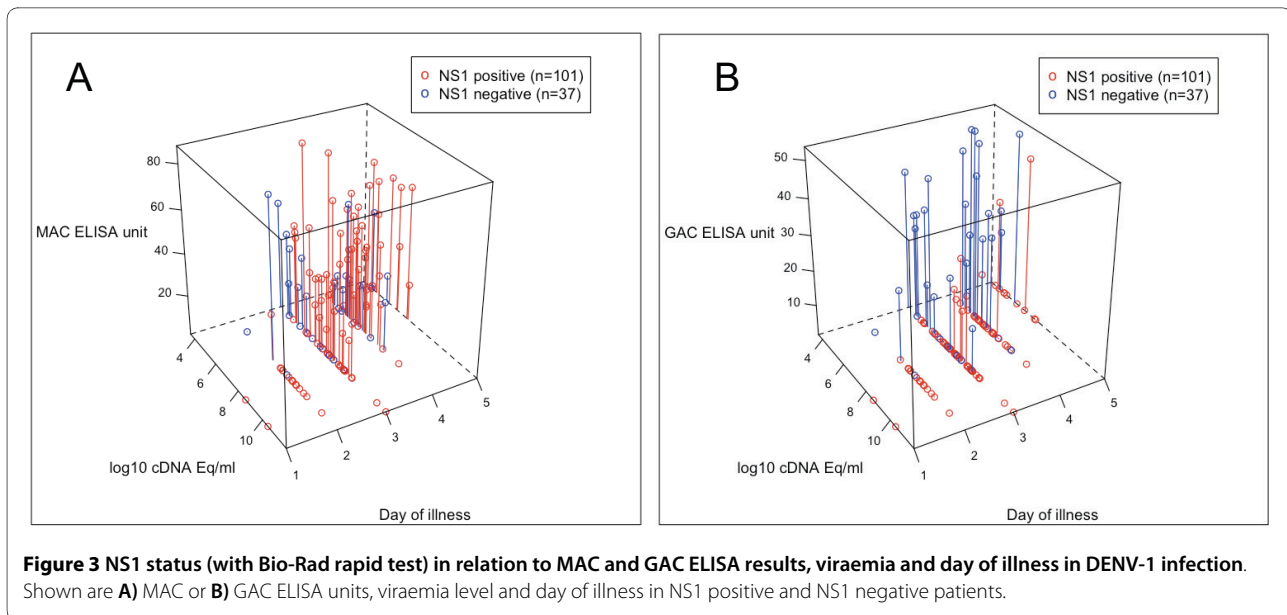 A
NS1 positive (n=101)
NS1 negative (n=37)
MAC ELISA unit
80
60
40
20
4
6
8
10
log10 cDNA Eq/ml
1
2
3
4
5
Day of illness
B
NS1 positive (n=101)
NS1 negative (n=37)
GAC ELISA unit
50
40
30
20
10
4
6
8
10
log10 cDNA Eq/ml
1
2
3
4
5
Day of illness
Figure 3 NS1 status (with Bio-Rad rapid test) in relation to MAC and GAC ELISA results, viraemia and day of illness in DENV-1 infection.
Shown are A) MAC or B) GAC ELISA units, viraemia level and day of illness in NS1 positive and NS1 negative patients.